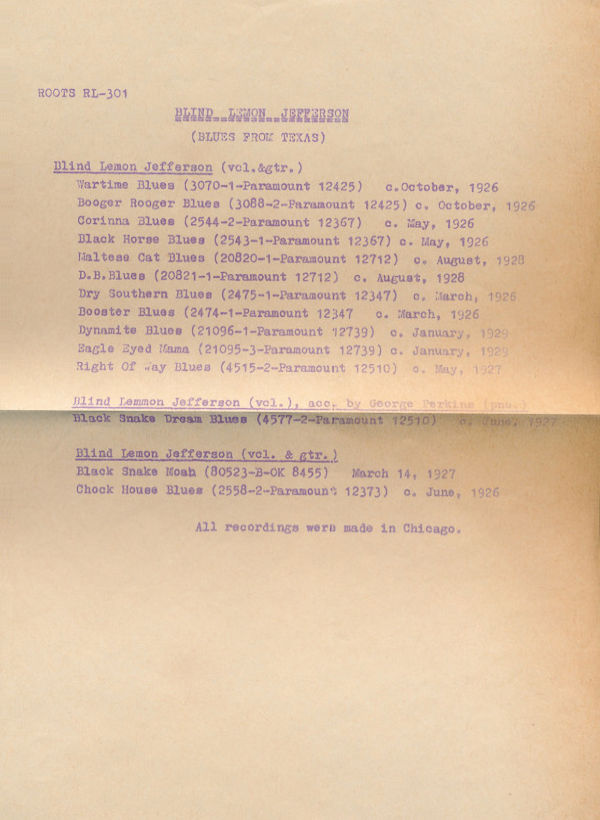 ROOTS RL-301
BLIND LEMON JEFFERSON
(BLUES FROM TEXAS)
Blind Lemon Jefferson (vcl.&gtr.)
Wartime Blues (3070-1-Paramount 12425) c.October, 1926
Booger Rooger Blues (3088-2-Paramount 12425) c. October, 1926
Corinna Blues (2544-2-Paramount 12367) c. May, 1926
Black Horse Blues (2543-1-Paramount 12367) c. May, 1926
Maltese Cat Blues (20820-1-Paramount 12712) c. August, 1928
D.B.Blues (20821-1-Paramount 12712) c. August, 1928
Dry Southern Blues (2475-1-Paramount 12347) c. March, 1926
Booster Blues (2474-1-Paramount 12347 c. March, 1926
Dynamite Blues (21096-1-Paramount 12739) c. January, 1929
Eagle Eyed Mama (21095-3-Paramount 12739) c. January, 1929
Right Of Way Blues (4515-2-Paramount 12510) c. May, 1927
Blind Lemmon Jefferson (vcl.), acc. by George Perkins (pno.)
Black Snake Dream Blues (4577-2-Paramount 12510) c. June, 1927
Blind Lemon Jefferson (vcl. & gtr.)
Black Snake Moah (80523-B-OK 8455) March 14, 1927
Chock House Blues (2558-2-Paramount 12373) c. June, 1926
All recordings were made in Chicago.